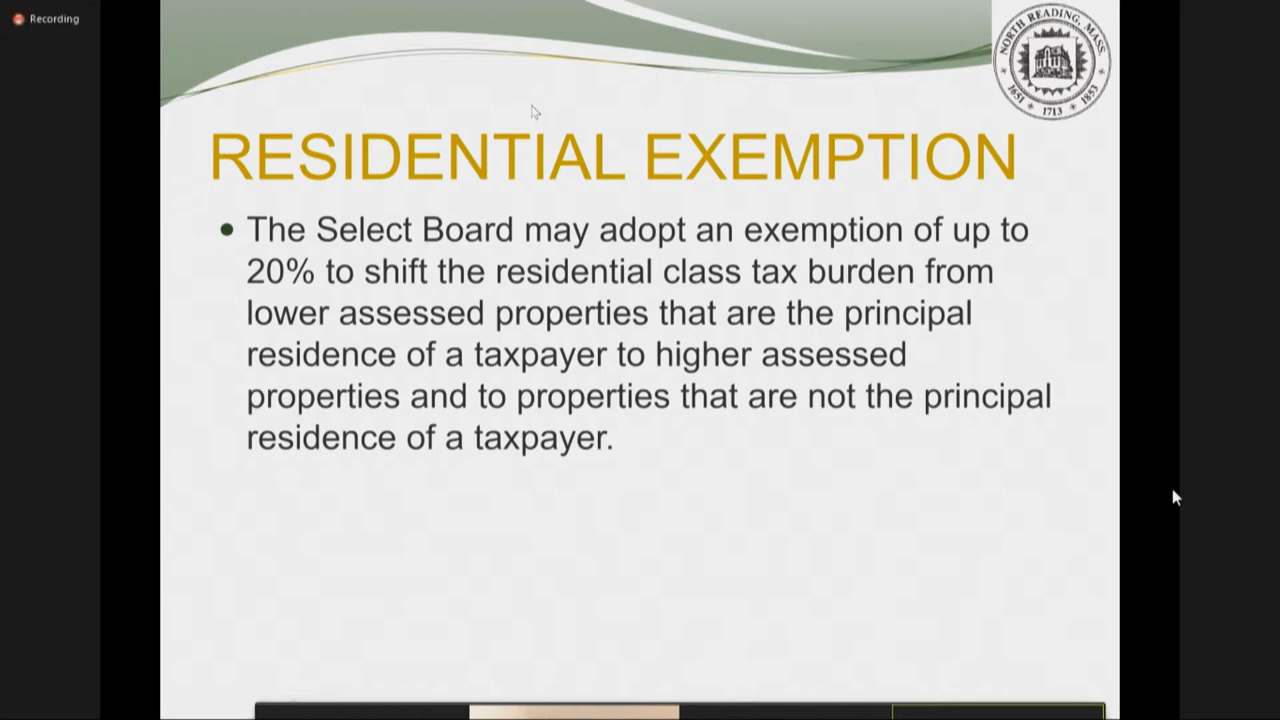 Recording
NORTH READING, MASS
1651 1713 1853
RESIDENTIAL EXEMPTION
• The Select Board may adopt an exemption of up to
20% to shift the residential class tax burden from
lower assessed properties that are the principal
residence of a taxpayer to higher assessed
properties and to properties that are not the principal
residence of a taxpayer.